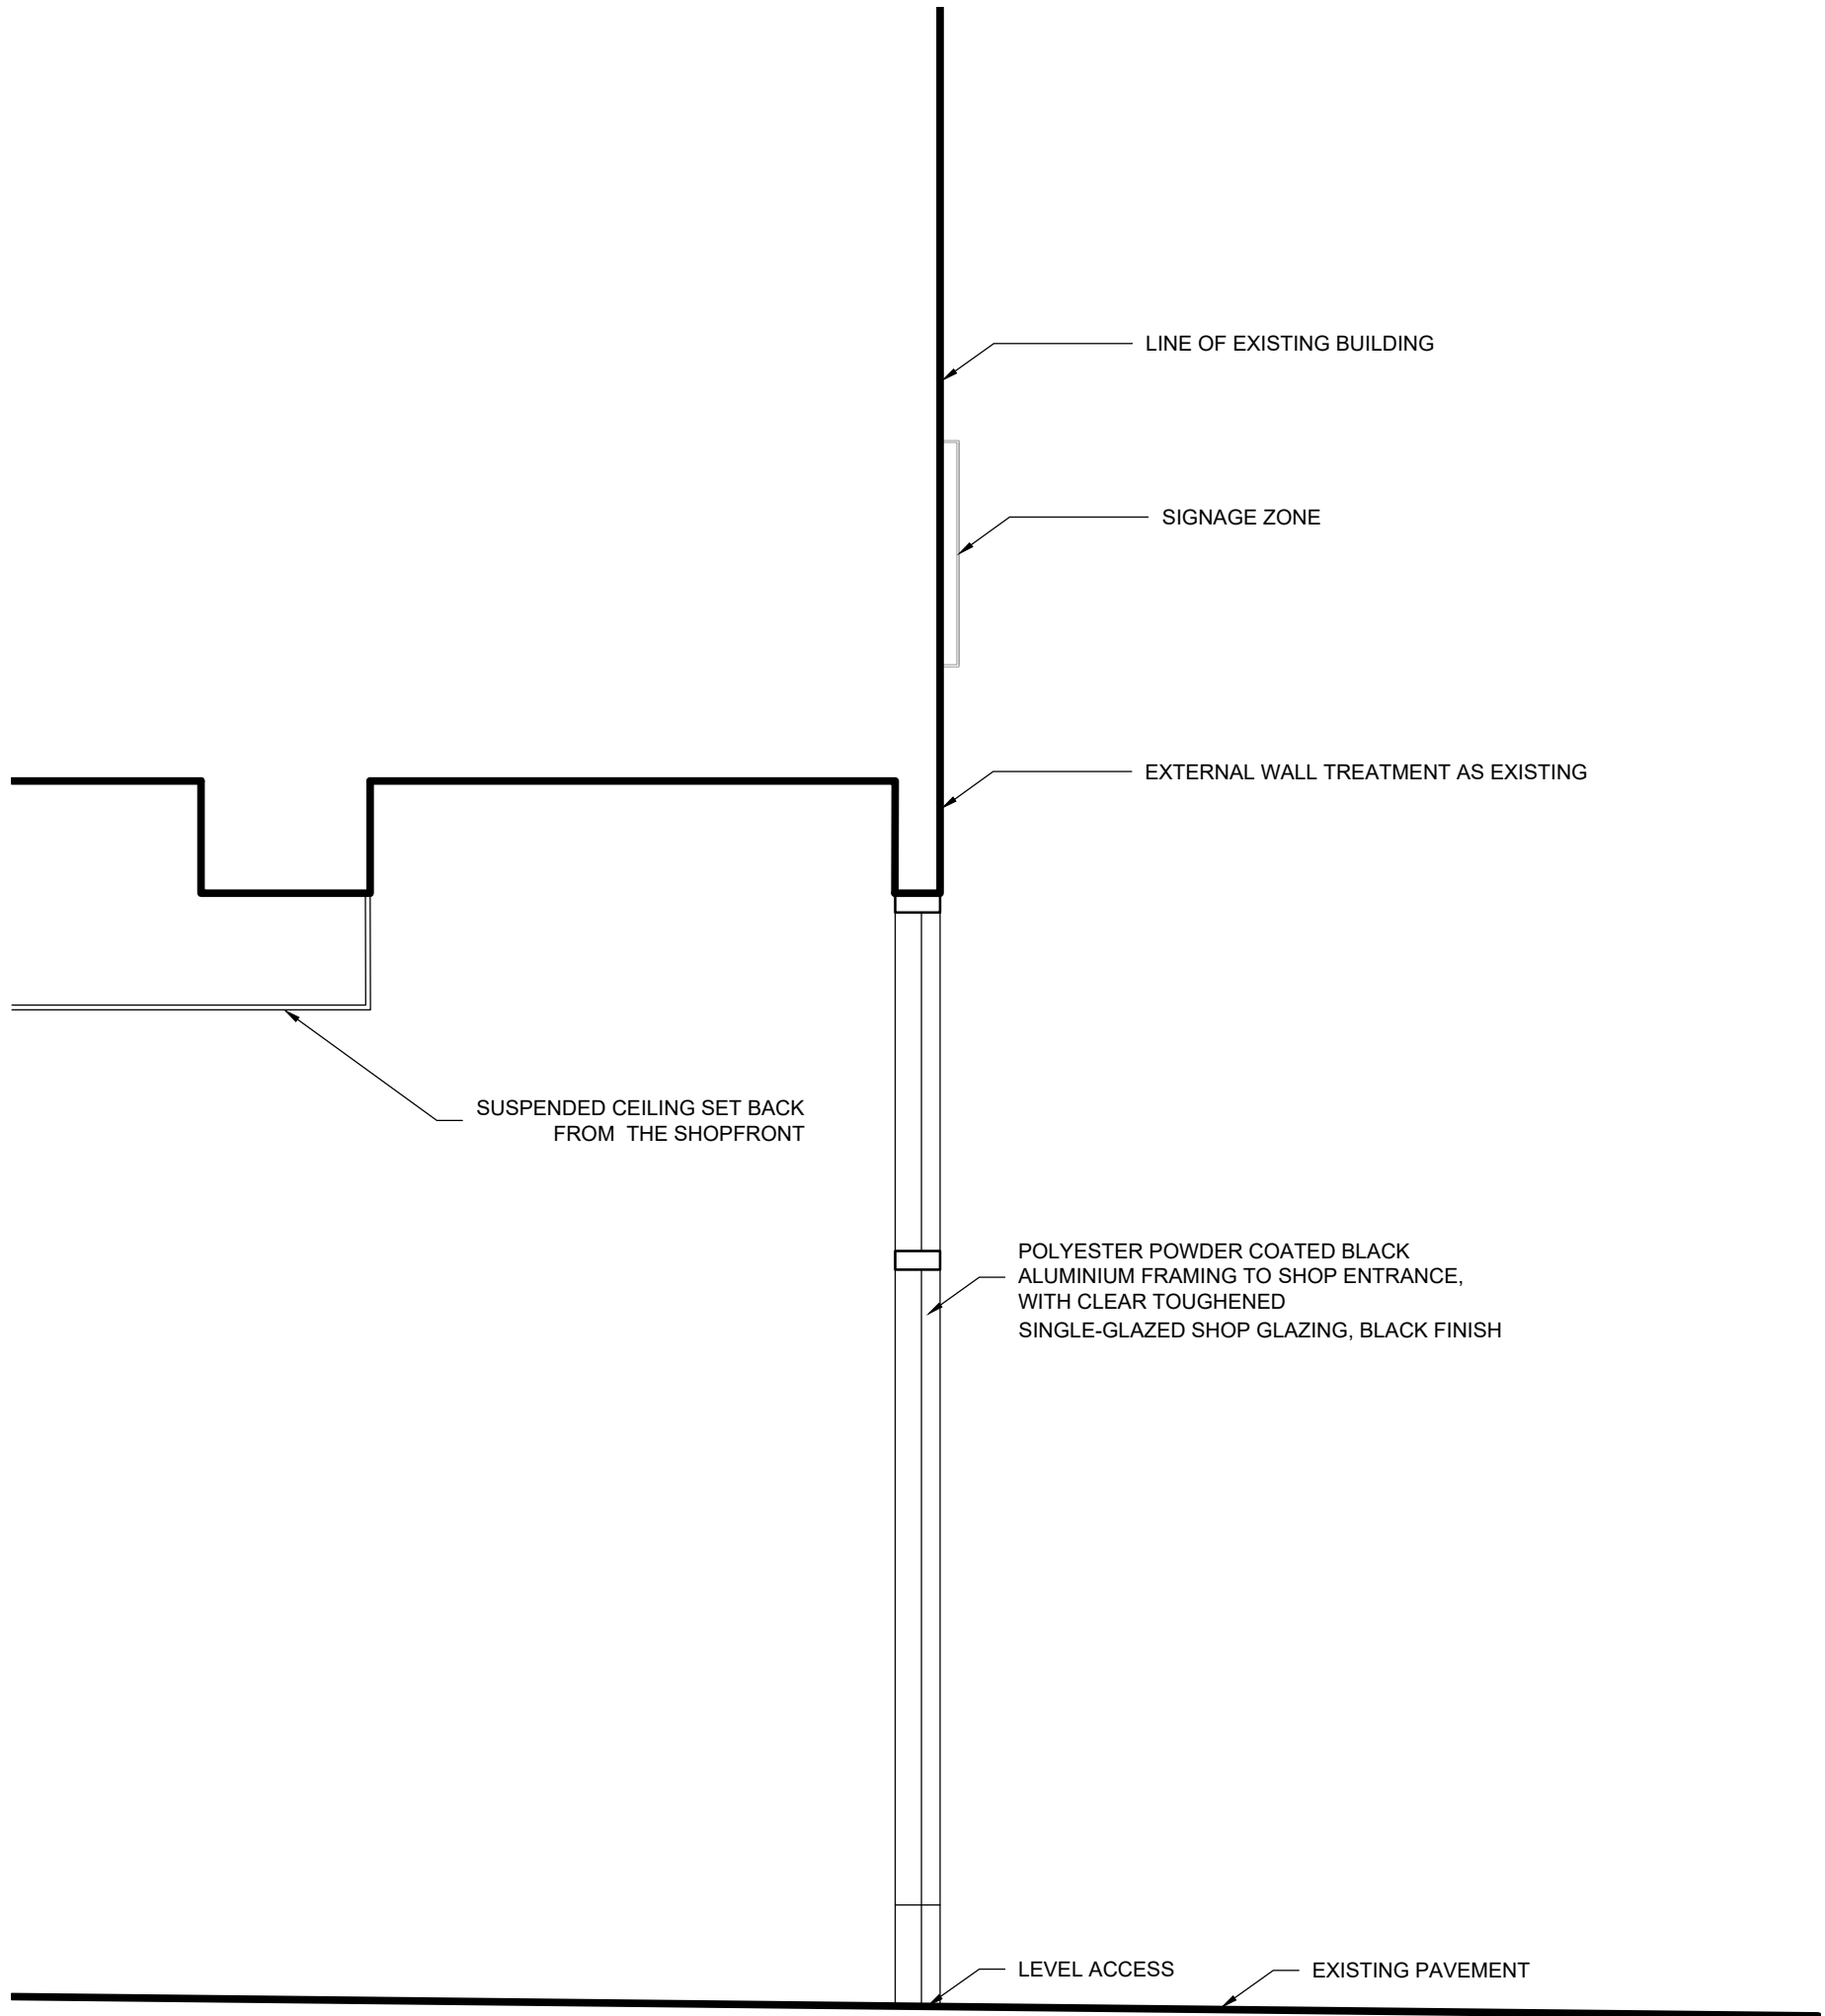 LINE OF EXISTING BUILDING
SIGNAGE ZONE
EXTERNAL WALL TREATMENT AS EXISTING
SUSPENDED CEILING SET BACK
FROM  THE SHOPFRONT
POLYESTER POWDER COATED BLACK
ALUMINIUM FRAMING TO SHOP ENTRANCE,
WITH CLEAR TOUGHENED
SINGLE-GLAZED SHOP GLAZING, BLACK FINISH
LEVEL ACCESS
EXISTING PAVEMENT